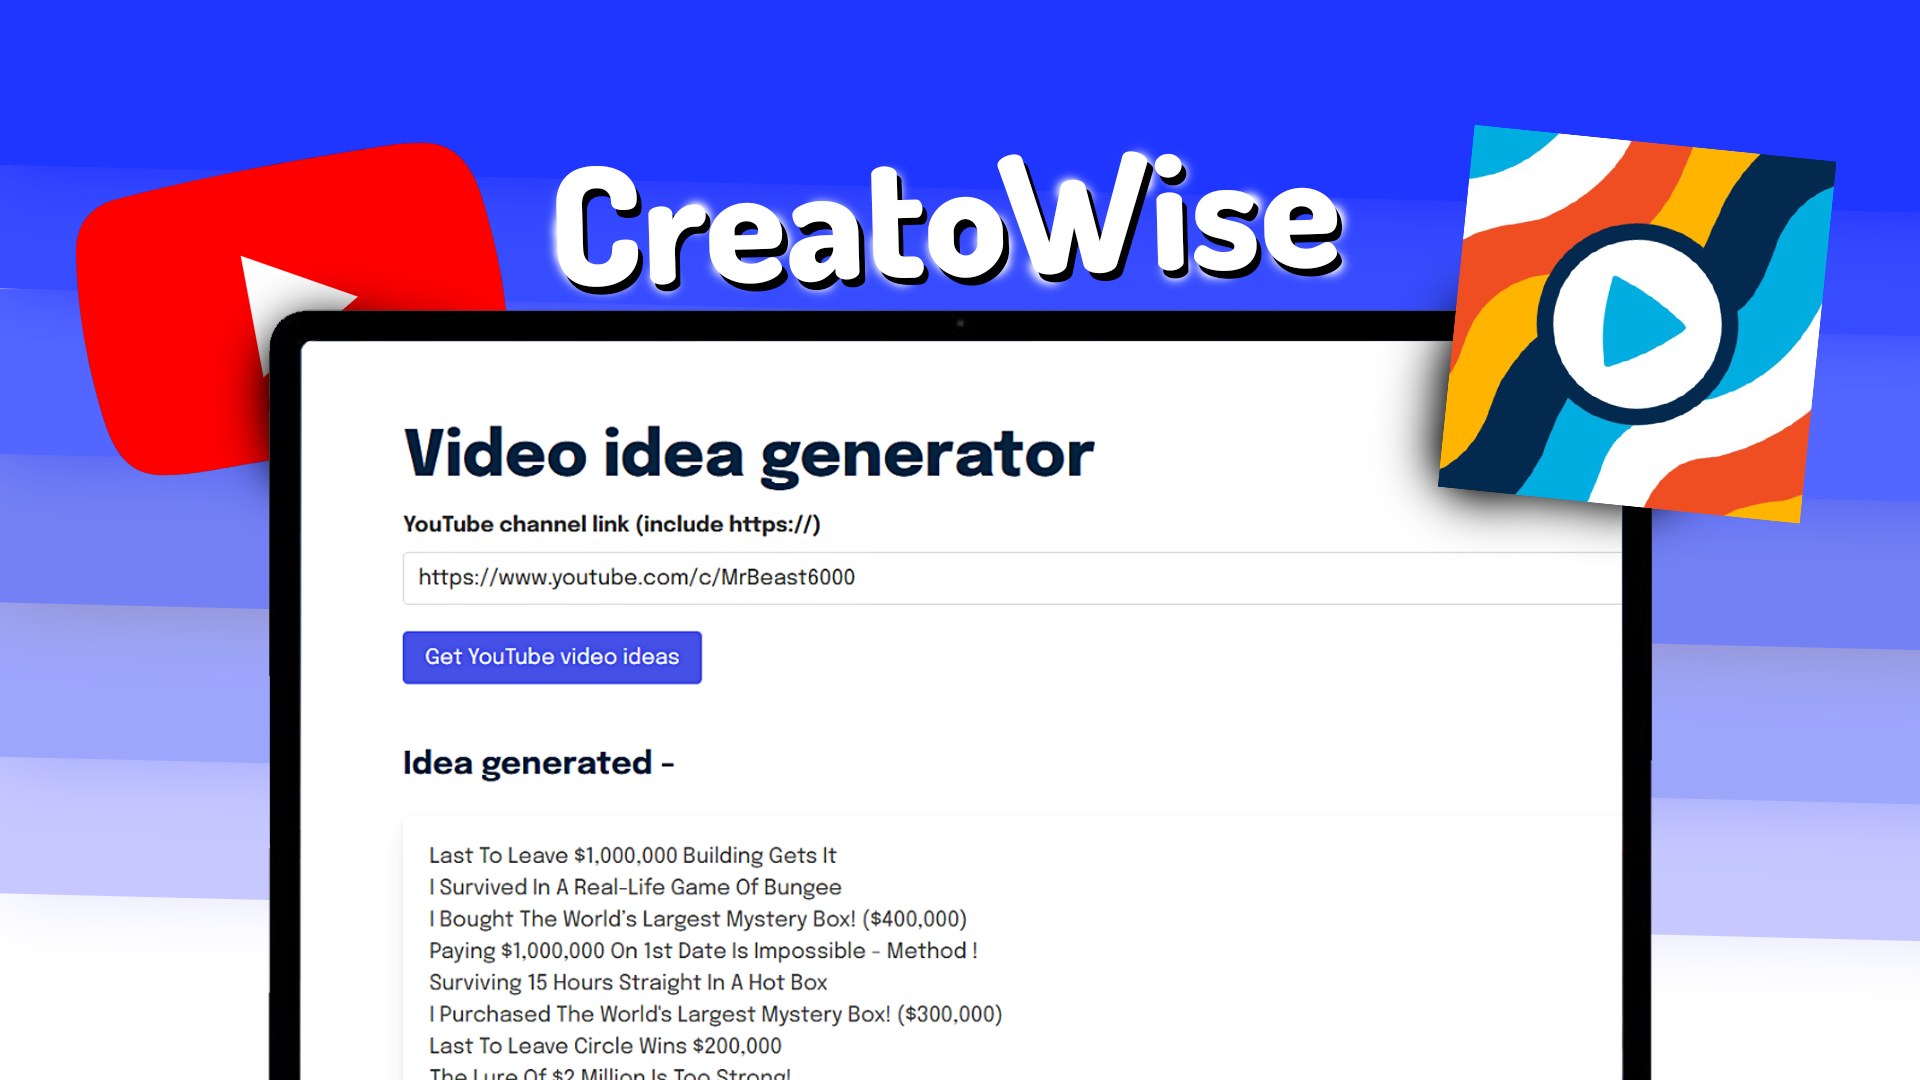 CreatoWise
Video idea generator
YouTube channel link (include https://)
https://www.youtube.com/c/MrBeast6000
Get YouTube video ideas
Idea generated -
Last To Leave $1,000,000 Building Gets It
I Survived In A Real-Life Game Of Bungee
I Bought The World’s Largest Mystery Box! ($400,000)
Paying $1,000,000 On 1st Date Is Impossible - Method !
Surviving 15 Hours Straight In A Hot Box
I Purchased The World's Largest Mystery Box! ($300,000)
Last To Leave Circle Wins $200,000
The Lure Of $2 Million Is Too Strong!